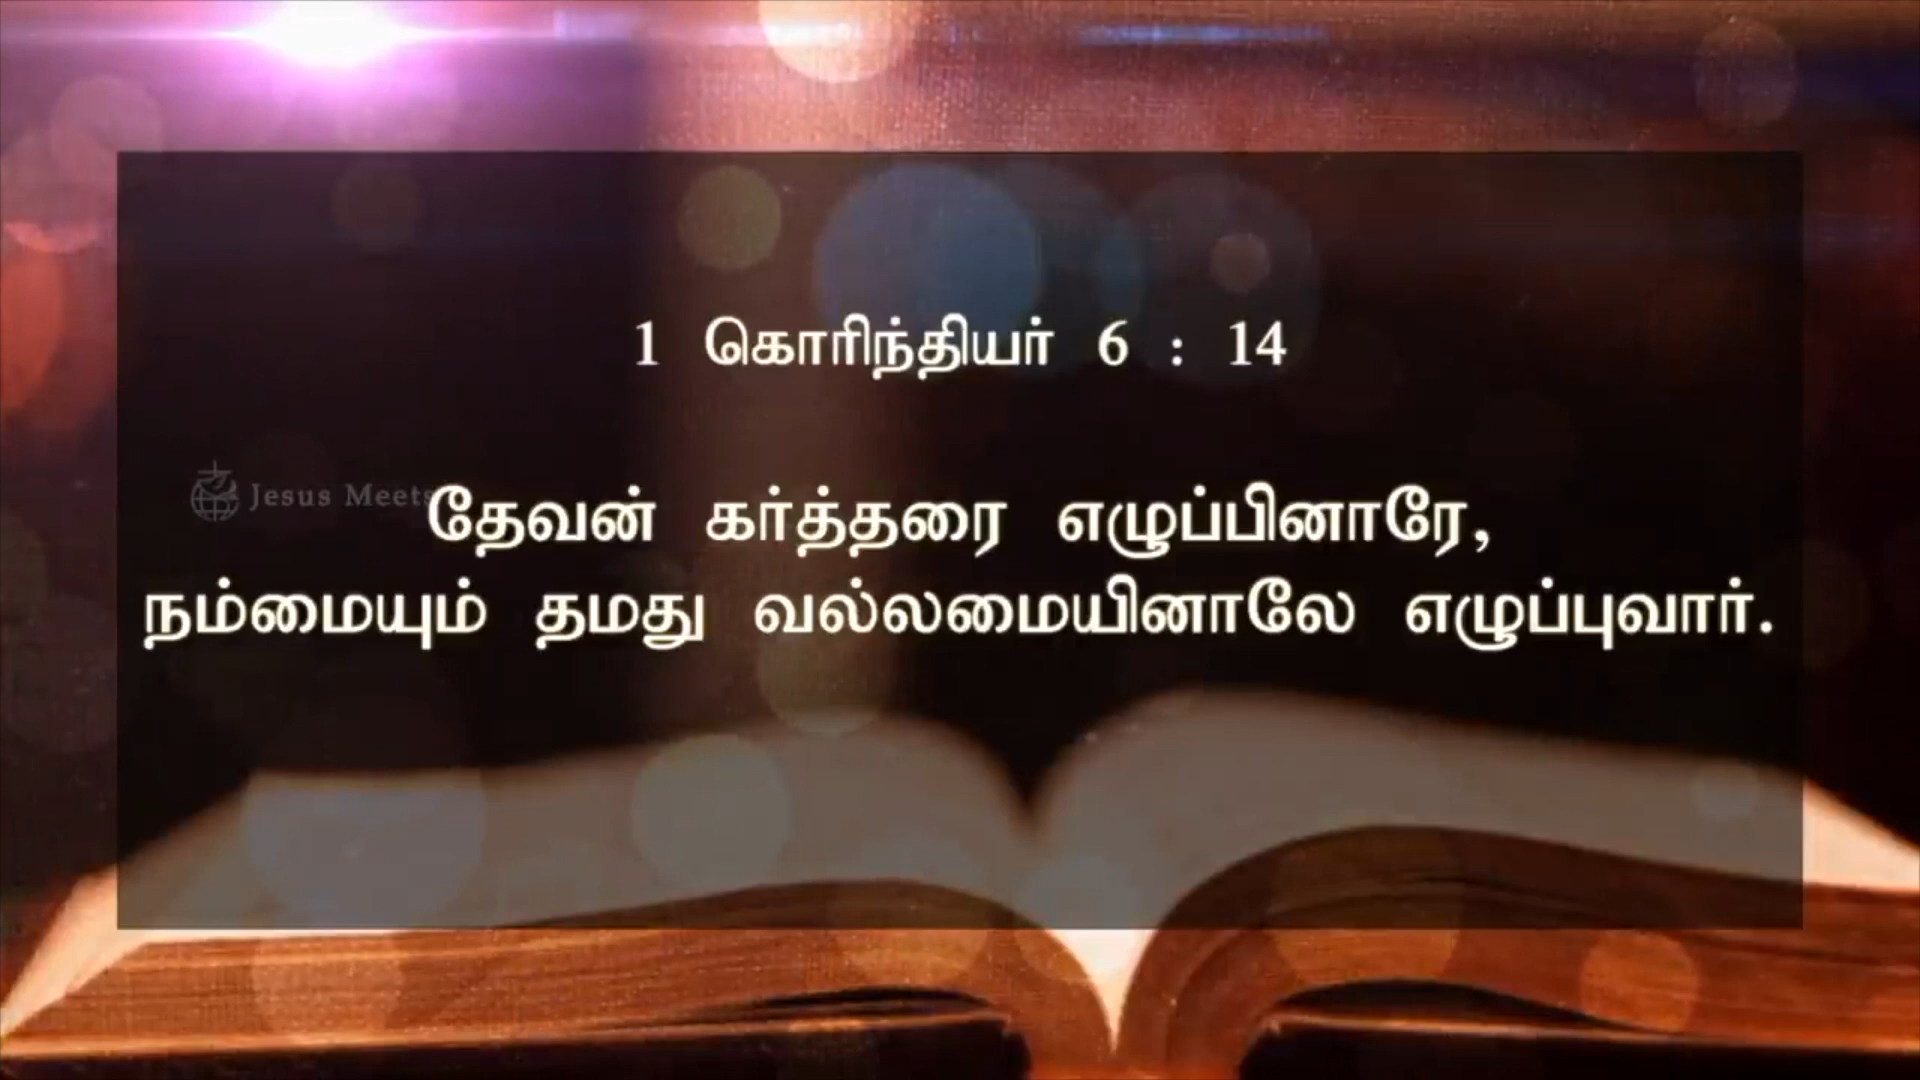 1 கொரிந்தியர் 6 : 14
Jesus Meets
தேவன் கர்த்தரை எழுப்பினாரே,
நம்மையும் தமது வல்லமையினாலே எழுப்புவார்.